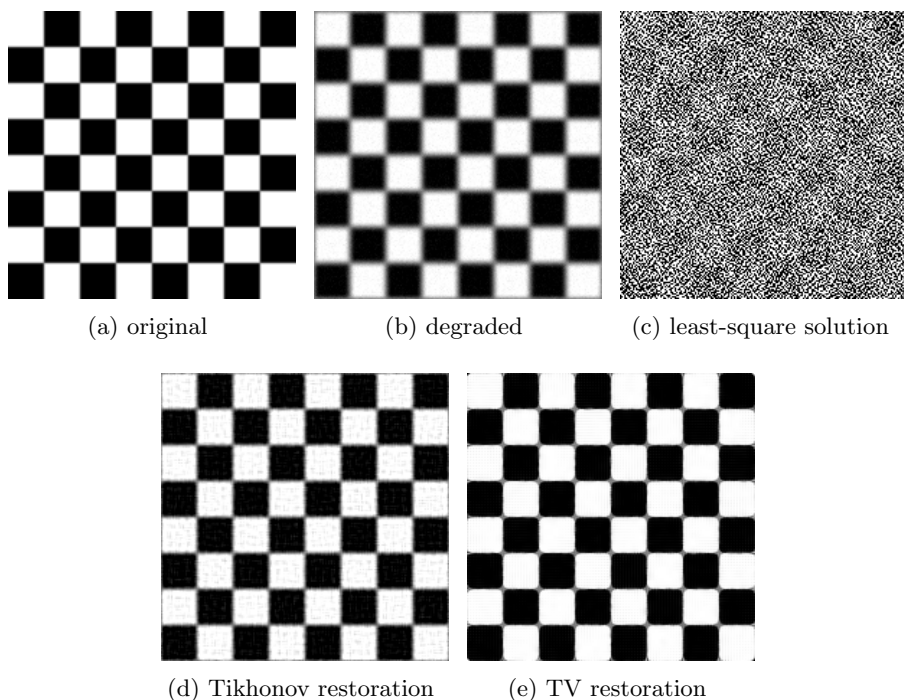 (a) original
(b) degraded
(c) least-square solution
(d) Tikhonov restoration
(e) TV restoration